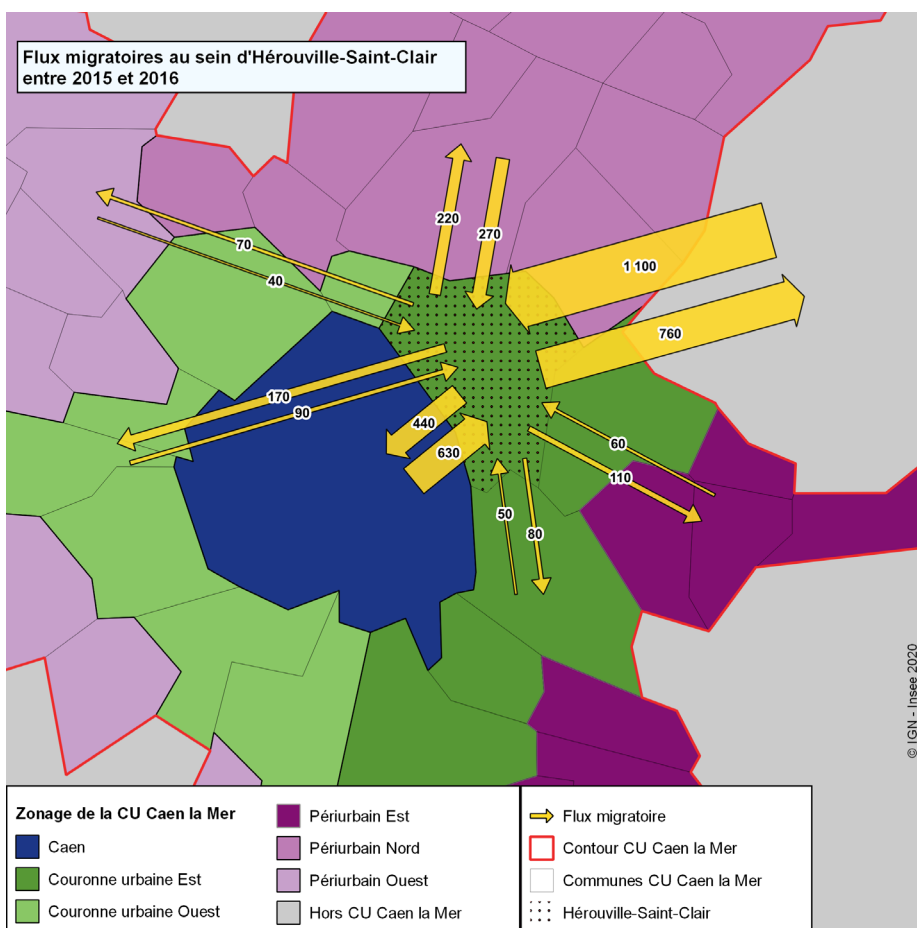 Flux migratoires au sein d'Hérouville-Saint-Clair
entre 2015 et 2016
220
270
1 100
70
40
760
170
90
440
630
60
110
50
80
© IGN - Insee 2020
Zonage de la CU Caen la Mer
Caen
Couronne urbaine Est
Couronne urbaine Ouest
Périurbain Est
Périurbain Nord
Périurbain Ouest
Hors CU Caen la Mer
Flux migratoire
Contour CU Caen la Mer
Communes CU Caen la Mer
Hérouville-Saint-Clair